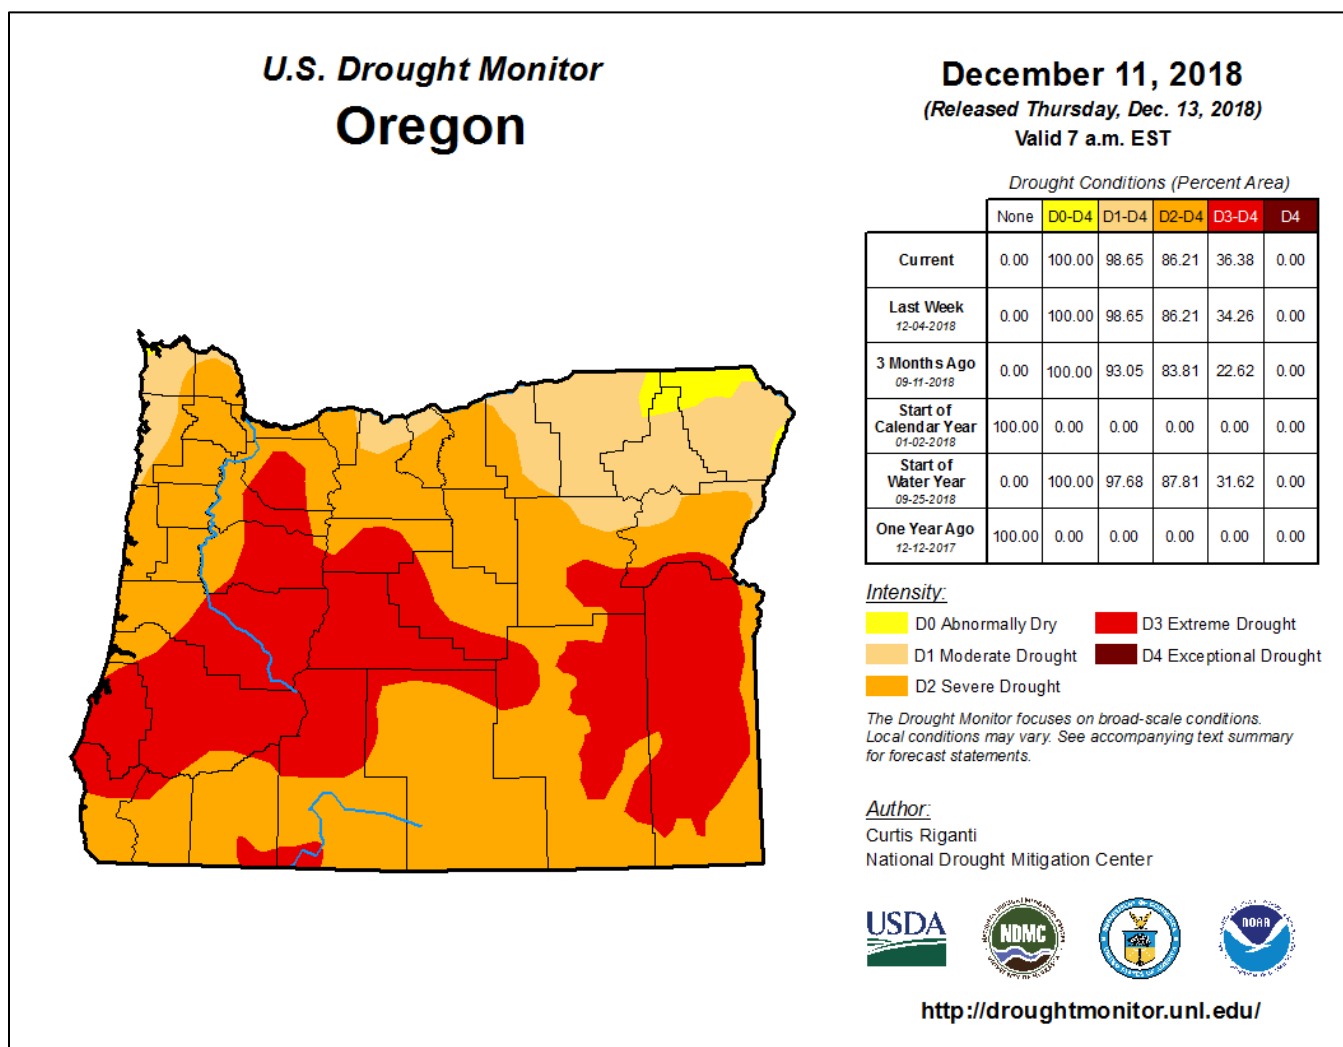 U.S. Drought Monitor
Oregon
December 11, 2018
(Released Thursday, Dec. 13, 2018)
Valid 7 a.m. EST
Drought Conditions (Percent Area)
None D0-D4 D1-D4 D2-D4 D3-D4 D4
Current 0.00 100.00 98.65 86.21 36.38 0.00
Last Week
12-04-2018 0.00 100.00 98.65 86.21 34.26 0.00
3 Months Ago
09-11-2018 0.00 100.00 93.05 83.81 22.62 0.00
Start of
Calendar Year
01-02-2018 100.00 0.00 0.00 0.00 0.00 0.00
Start of
Water Year
09-25-2018 0.00 100.00 97.68 87.81 31.62 0.00
One Year Ago
12-12-2017 100.00 0.00 0.00 0.00 0.00 0.00
Intensity:
D0 Abnormally Dry
D1 Moderate Drought
D2 Severe Drought
D3 Extreme Drought
D4 Exceptional Drought
The Drought Monitor focuses on broad-scale conditions.
Local conditions may vary. See accompanying text summary
for forecast statements.
Author:
Curtis Riganti
National Drought Mitigation Center
USDA
NDMC
NOAA
http://droughtmonitor.unl.edu/